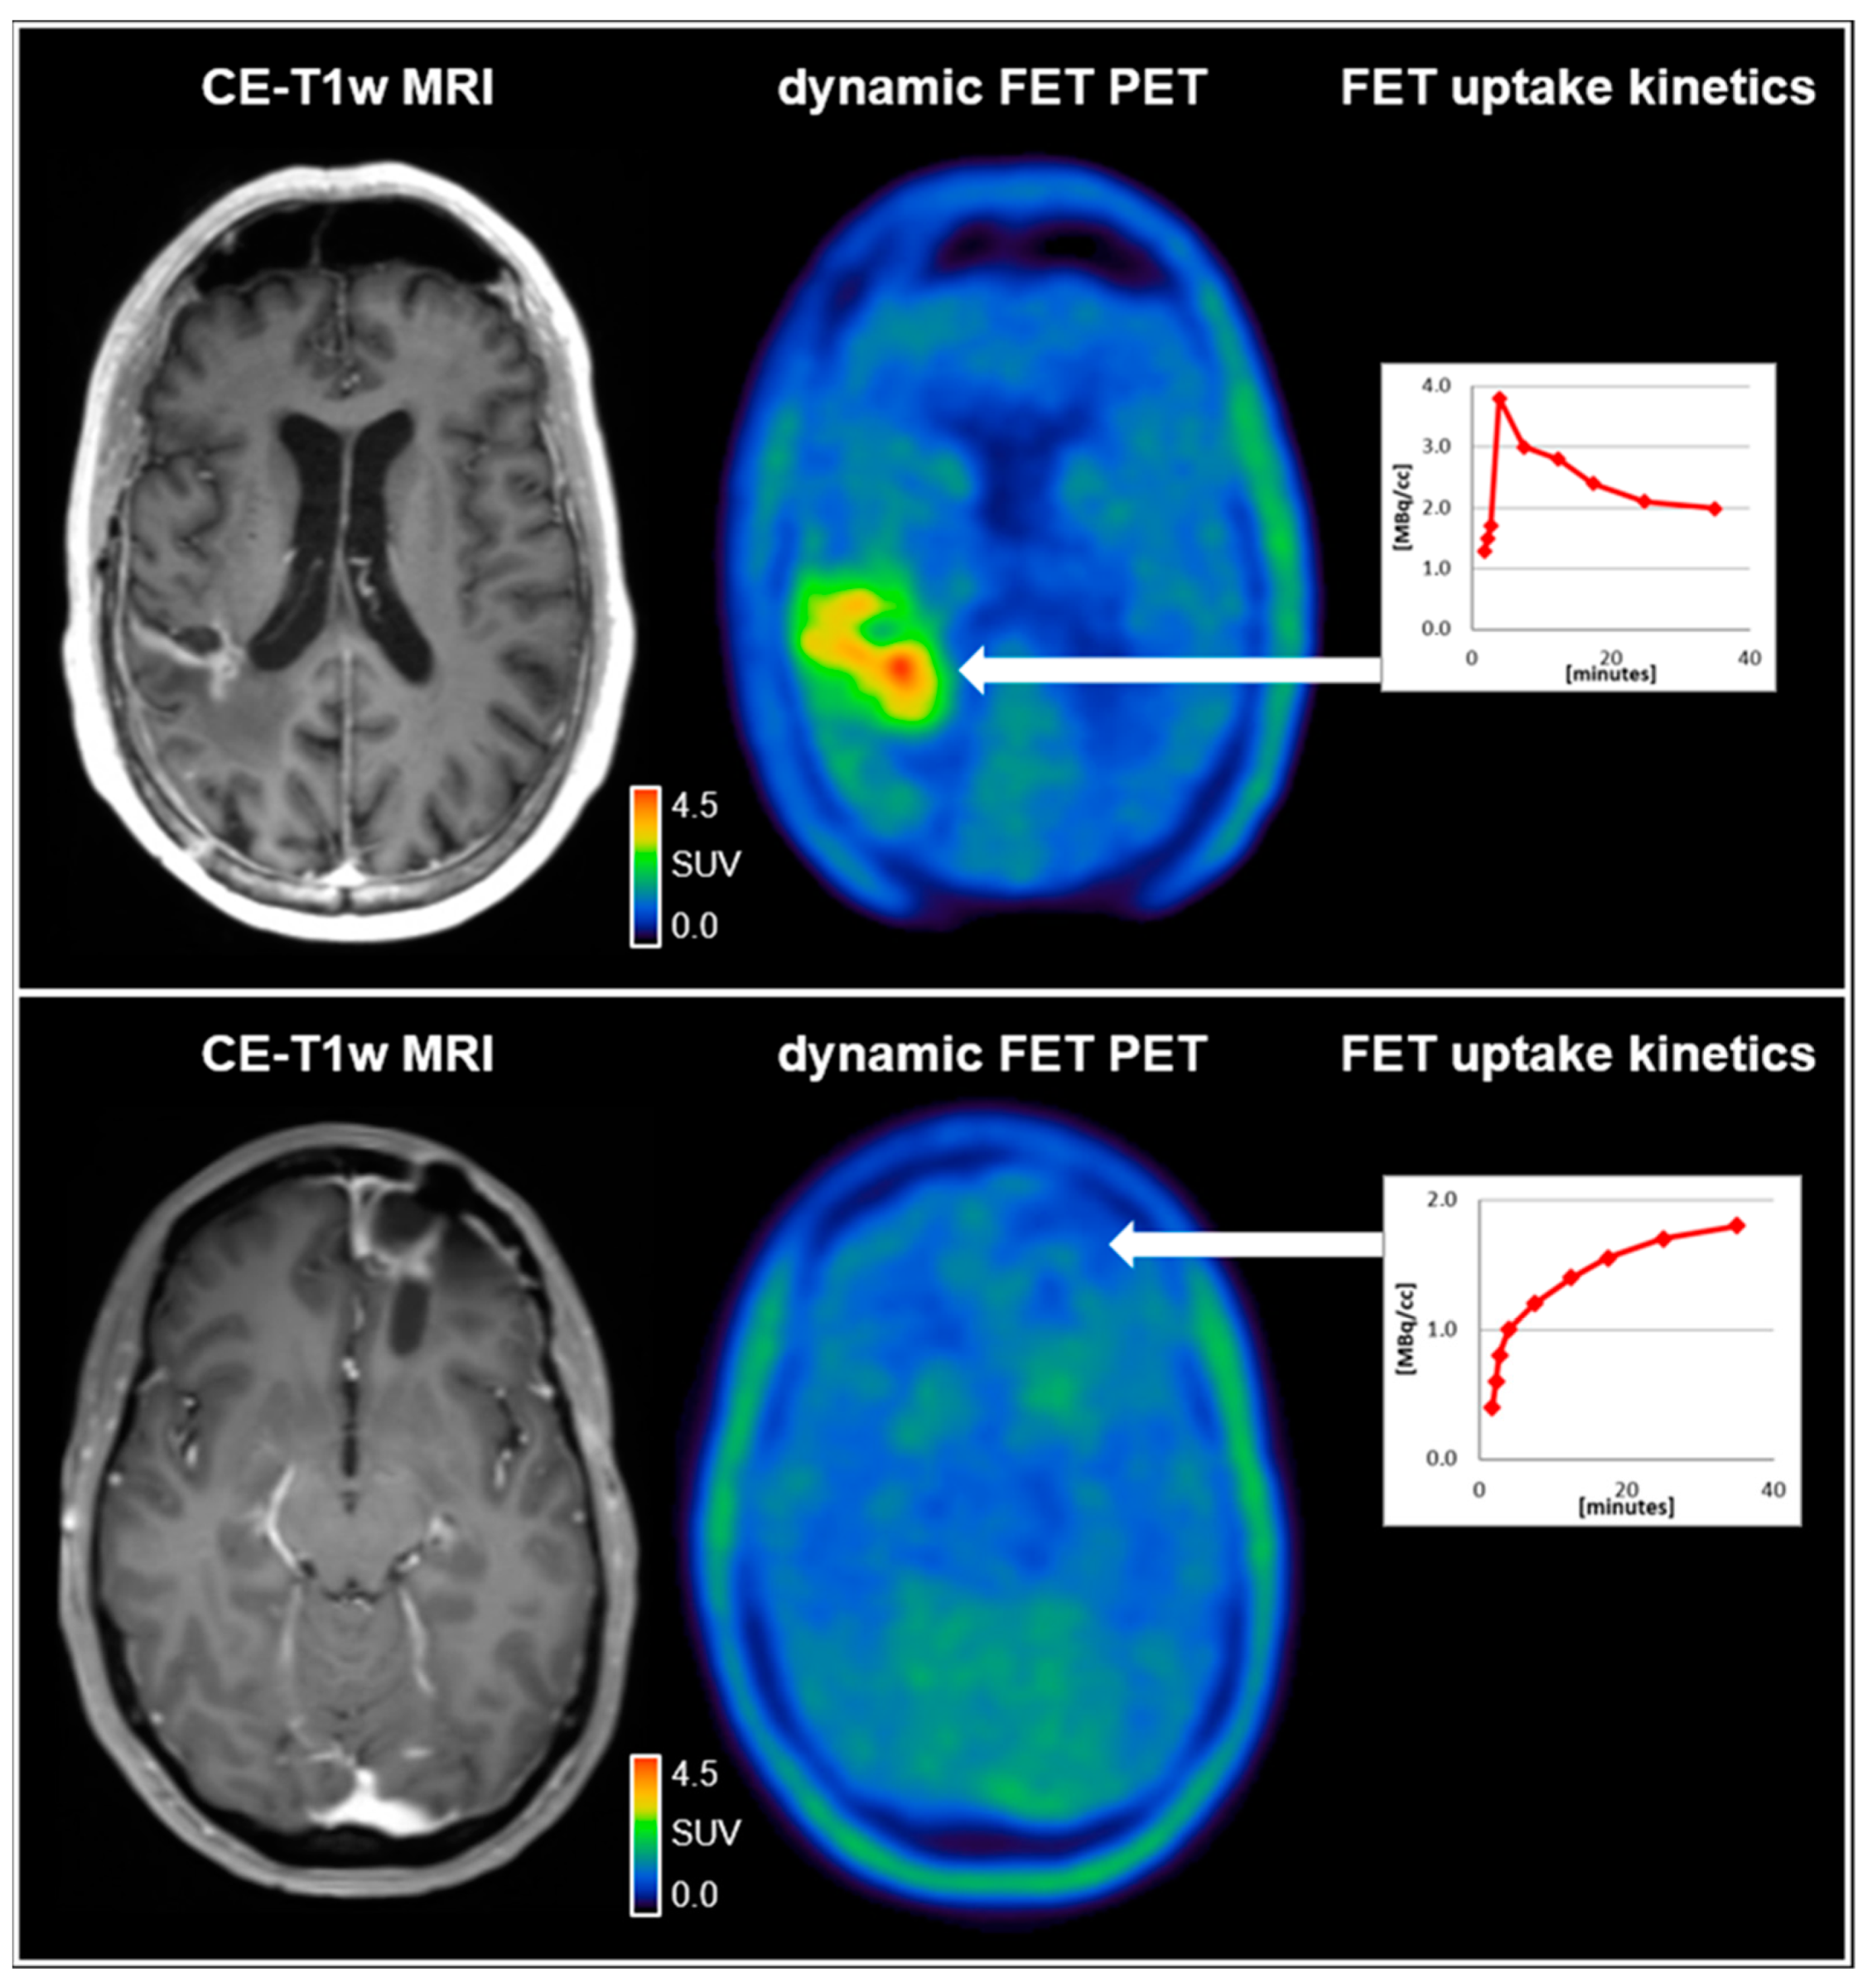 CE-T1w MRI
dynamic FET PET
FET uptake kinetics
4.0
3.0
2.0
1.0
0.0
[MBq/cc]
0
20
40
[minutes]
4.5
SUV
0.0
CE-T1w MRI
dynamic FET PET
FET uptake kinetics
2.0
1.0
0.0
[MBq/cc]
0
20
40
[minutes]
4.5
SUV
0.0